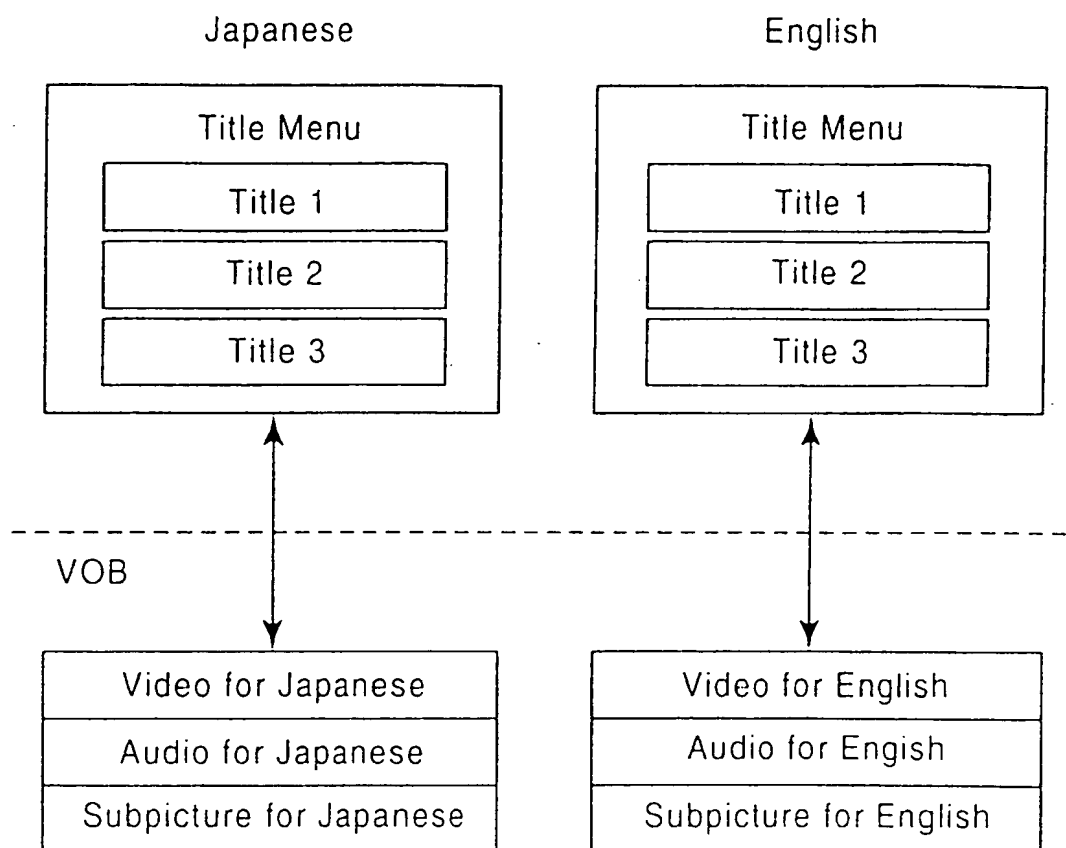 Japanese
English
Title Menu
Title 1
Title 2
Title 3
Title Menu
Title 1
Title 2
Title 3
VOB
Video for Japanese
Audio for Japanese
Subpicture for Japanese
Video for English
Audio for Engish
Subpicture for English